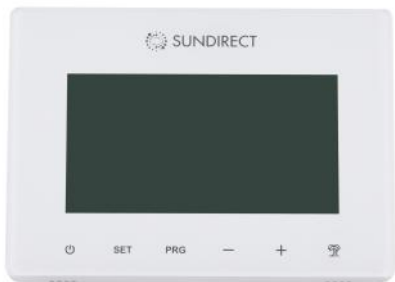 SUNDIRECT
SET PRG — +